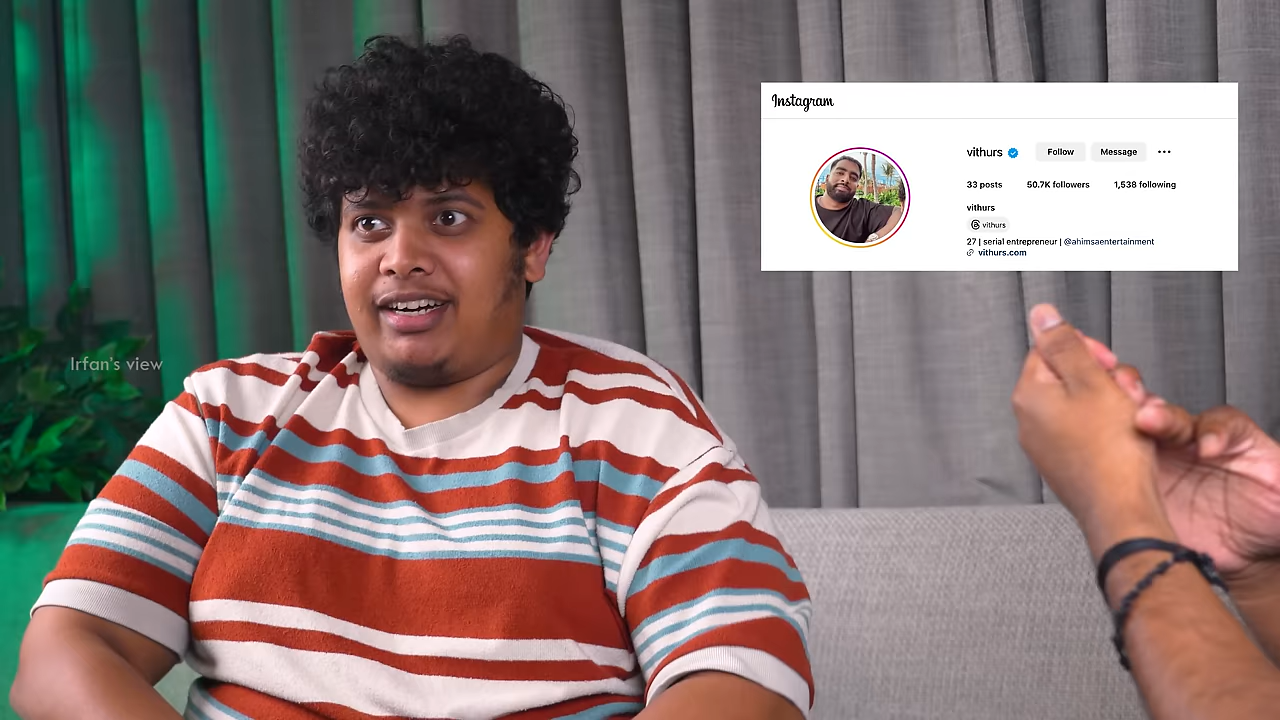 Instagram
vithurs Follow Message
33 posts 50.7K followers 1,538 following
vithurs
vithurs
27 | serial entrepreneur | @ahimsaentertainment
vithurs.com
Irfan's view